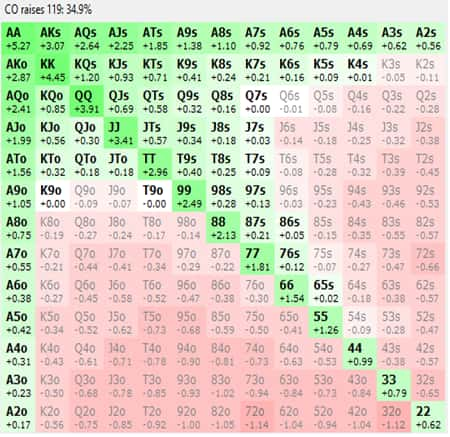 CO raises 119: 34.9%
AA AKs AQs AJs ATs A9s A8s A7s A6s A5s A4s A3s A2s
+5.27 +3.07 +2.64 +2.25 +1.85 +1.38 +1.10 +0.92 +0.76 +0.79 +0.69 +0.62 +0.56
AKo KK KQs KJs KTs K9s K8s K7s K6s K5s K4s K3s K2s
+2.87 +4.45 +1.20 +0.93 +0.71 +0.41 +0.24 +0.21 +0.16 +0.09 +0.01 -0.05 -0.11
AQo KQo QQ QJs QTs Q9s Q8s Q7s Q6s Q5s Q4s Q3s Q2s
+2.41 +0.85 +3.91 +0.69 +0.58 +0.32 +0.16 +0.00 -0.01 -0.08 -0.16 -0.22 -0.28
AJo KJo QJo JJ JTs J9s J8s J7s J6s J5s J4s J3s J2s
+1.99 +0.56 +0.30 +3.41 +0.57 +0.34 +0.18 +0.03 -0.14 -0.18 -0.25 -0.32 -0.38
ATo KTo QTo JTo TT T9s T8s T7s T6s T5s T4s T3s T2s
+1.56 +0.32 +0.18 +0.18 +2.96 +0.40 +0.25 +0.09 -0.08 -0.28 -0.32 -0.39 -0.45
A9o K9o Q9o J9o T9o 99 98s 97s 96s 95s 94s 93s 92s
+0.90 +0.00 -0.09 -0.07 -0.00 +2.49 +0.28 +0.13 -0.03 -0.23 -0.43 -0.46 -0.53
A8o K8o Q8o J8o T8o 98o 88 87s 86s 85s 84s 83s 82s
+0.75 -0.19 -0.27 -0.24 -0.17 -0.14 +2.13 +0.21 +0.05 -0.15 -0.35 -0.55 -0.57
A7o K7o Q7o J7o T7o 97o 87o 77 76s 75s 74s 73s 72s
+0.55 -0.21 -0.44 -0.41 -0.34 -0.29 -0.22 +1.81 +0.12 -0.07 -0.27 -0.47 -0.66
A6o K6o Q6o J6o T6o 96o 86o 76o 66 65s 64s 63s 62s
+0.38 -0.27 -0.45 -0.58 -0.52 -0.47 -0.38 -0.30 +1.54 +0.02 -0.18 -0.38 -0.57
A5o K5o Q5o J5o T5o 95o 85o 75o 65o 55 54s 53s 52s
+0.42 -0.34 -0.52 -0.62 -0.73 -0.68 -0.59 -0.50 -0.41 +1.26 -0.09 -0.28 -0.47
A4o K4o Q4o J4o T4o 94o 84o 74o 64o 54o 44 43s 42s
+0.31 -0.43 -0.61 -0.71 -0.78 -0.90 -0.81 -0.73 -0.63 -0.53 +0.99 -0.38 -0.57
A3o K3o Q3o J3o T3o 93o 83o 73o 63o 53o 43o 33 32s
+0.23 -0.50 -0.68 -0.78 -0.85 -0.93 -1.02 -0.94 -0.84 -0.73 -0.84 +0.79 -0.65
A2o K2o Q2o J2o T2o 92o 82o 72o 62o 52o 42o 32o 22
+0.17 -0.56 -0.75 -0.85 -0.92 -1.00 -1.05 -1.14 -1.04 -0.94 -1.04 -1.12 +0.62